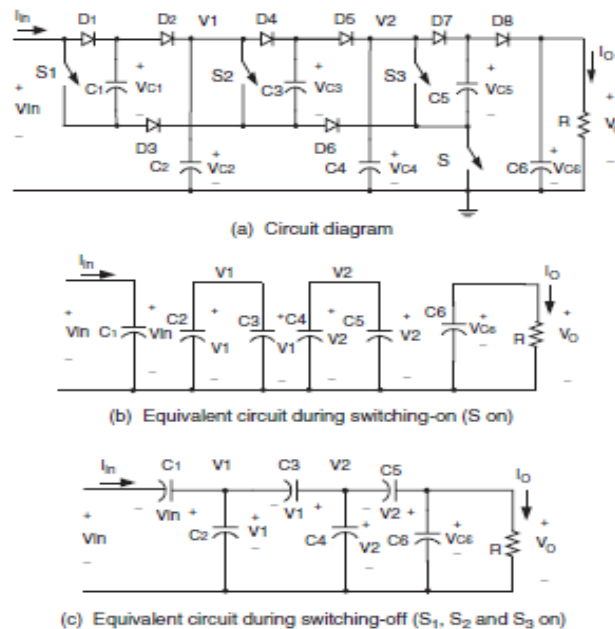 Iin D1 D2 V1 D4 D5 V2 D7 D8
S1 C1 + VC1 − S2 C3 + VC3 − S3 C5 + VC5 − IO
+ Vin − D3 D6 R + V −
C2 + VC2 − C4 + VC4 − S C6 + VC6 −
(a) Circuit diagram
Iin V1 V2 IO
+ Vin − C1 + Vin − C2 + V1 − C3 + V1 − C4 + V2 − C5 + V2 − C6 + VC6 − R + VO −
(b) Equivalent circuit during switching-on (S on)
Iin C1 V1 C3 V2 C5 IO
− Vin + − V1 + − V2 +
+ Vin − C2 + V1 − C4 + V2 − C6 + VC6 − R + VO −
(c) Equivalent circuit during switching-off (S1, S2 and S3 on)